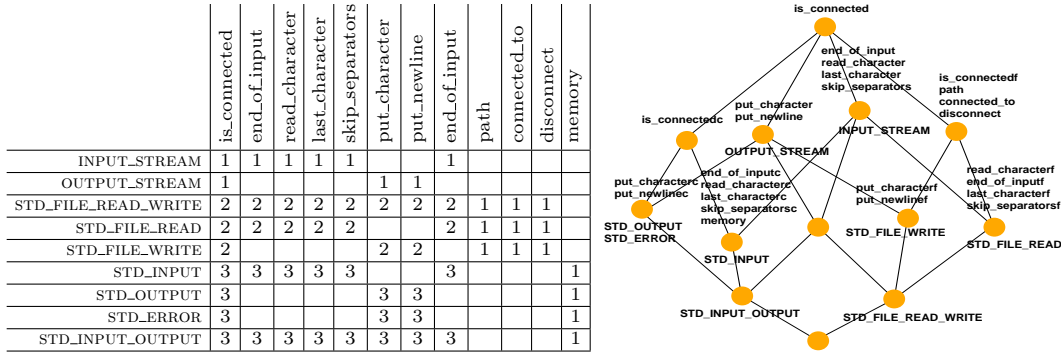 is_connected
end_of_input
read_character
last_character
skip_separators
put_character
put_newline
end_of_input
path
connected_to
disconnect
memory
INPUT_STREAM 1 1 1 1 1 1
OUTPUT_STREAM 1 1 1
STD_FILE_READ_WRITE 2 2 2 2 2 2 2 2 1 1 1
STD_FILE_READ 2 2 2 2 2 2 1 1 1
STD_FILE_WRITE 2 2 2 1 1 1
STD_INPUT 3 3 3 3 3 3 1
STD_OUTPUT 3 3 3 1
STD_ERROR 3 3 3 1
STD_INPUT_OUTPUT 3 3 3 3 3 3 3 3 1
is_connected
end_of_input
read_character
last_character
skip_separators
is_connectedf
path
connected_to
disconnect
put_character
put_newline
is_connectedc
INPUT_STREAM
OUTPUT_STREAM
put_characterc
put_newlinec
end_of_inputc
read_characterc
last_characterc
skip_separatorsc
memory
put_characterf
put_newlinef
read_characterf
end_of_inputf
last_characterf
skip_separatorsf
STD_OUTPUT
STD_ERROR
STD_INPUT
STD_FILE_WRITE
STD_FILE_READ
STD_INPUT_OUTPUT
STD_FILE_READ_WRITE